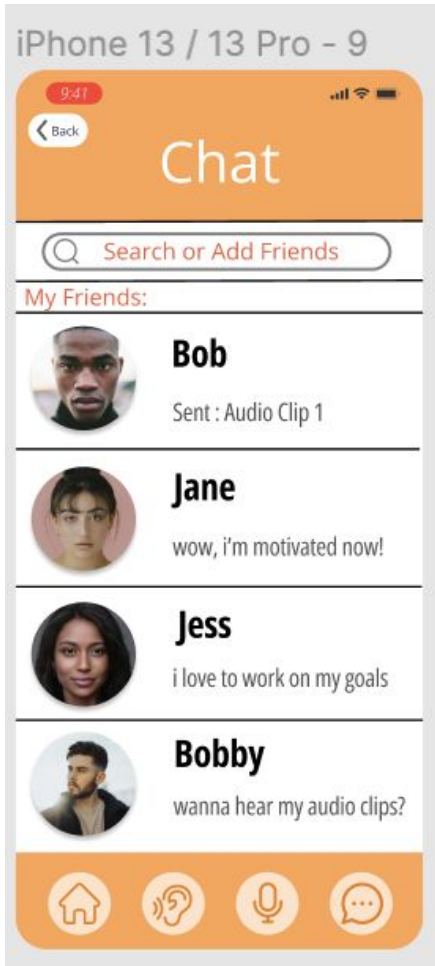 iPhone 13 / 13 Pro - 9
9:41
Back
Chat
Search or Add Friends
My Friends:
Bob
Sent : Audio Clip 1
Jane
wow, i'm motivated now!
Jess
i love to work on my goals
Bobby
wanna hear my audio clips?